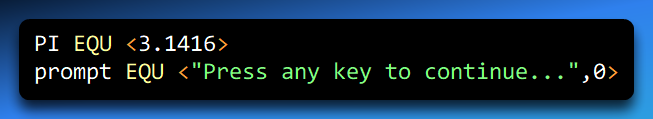 PI EQU <3.1416>
prompt EQU <"Press any key to continue...",0>